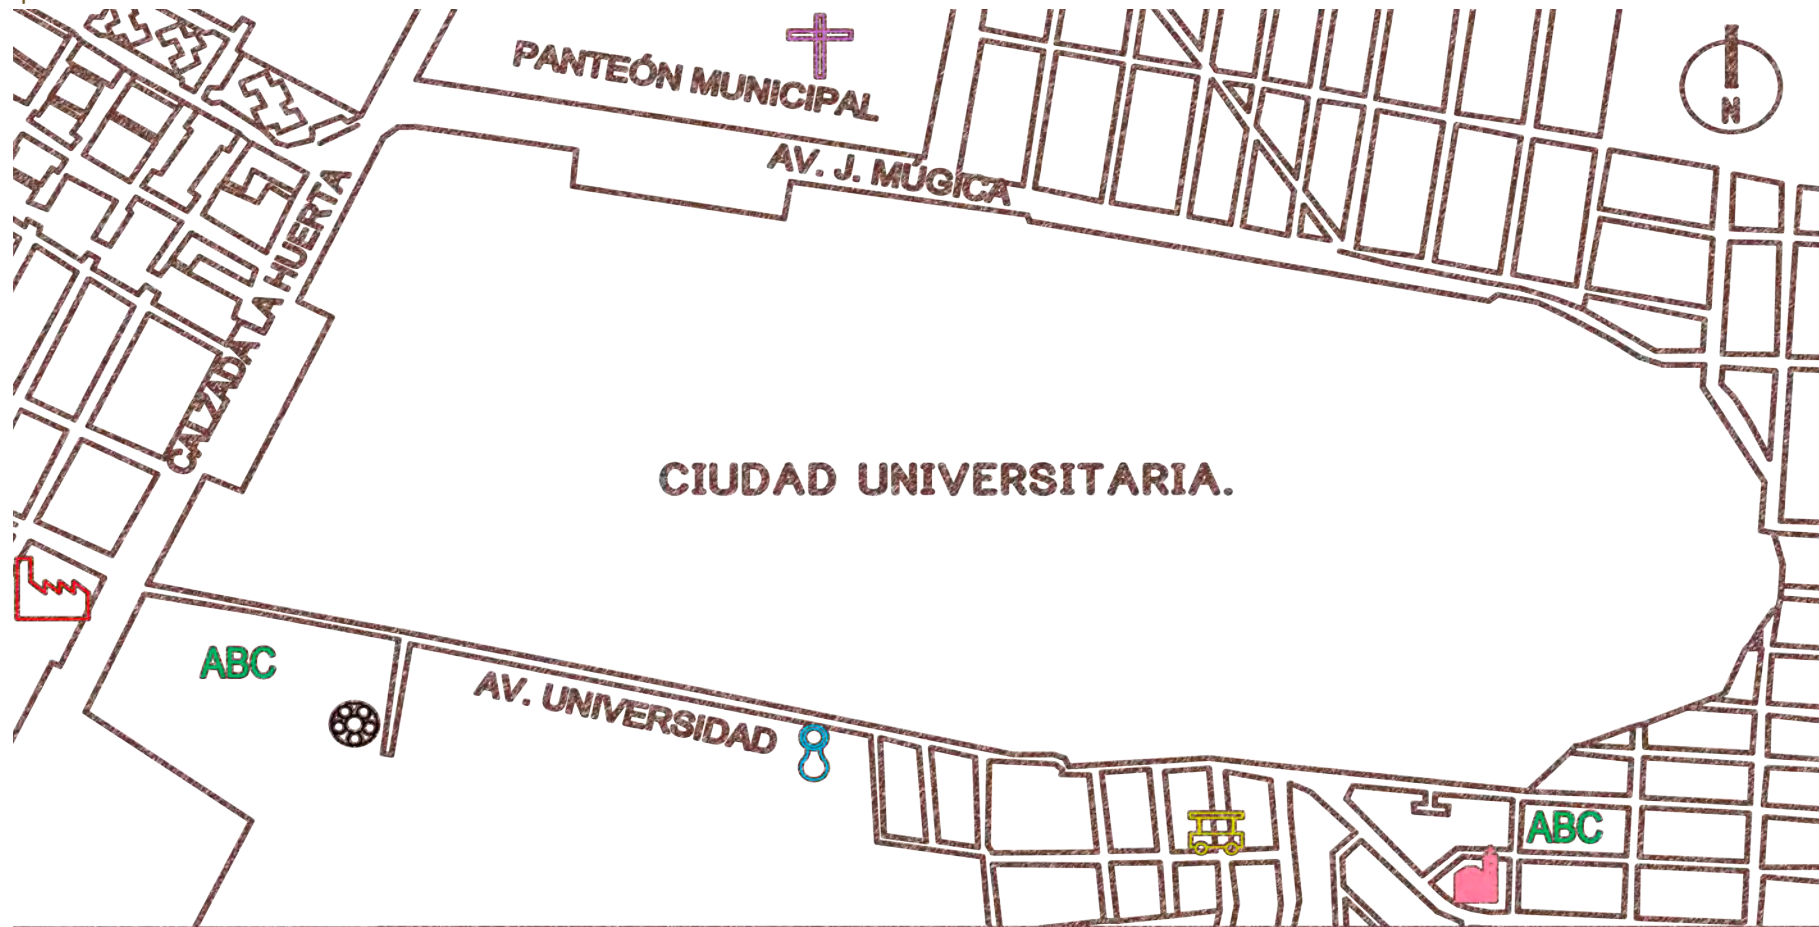 PANTEÓN MUNICIPAL
N
AV. J. MÚGICA
CALZADA LA HUERTA
CIUDAD UNIVERSITARIA.
ABC
AV. UNIVERSIDAD
ABC